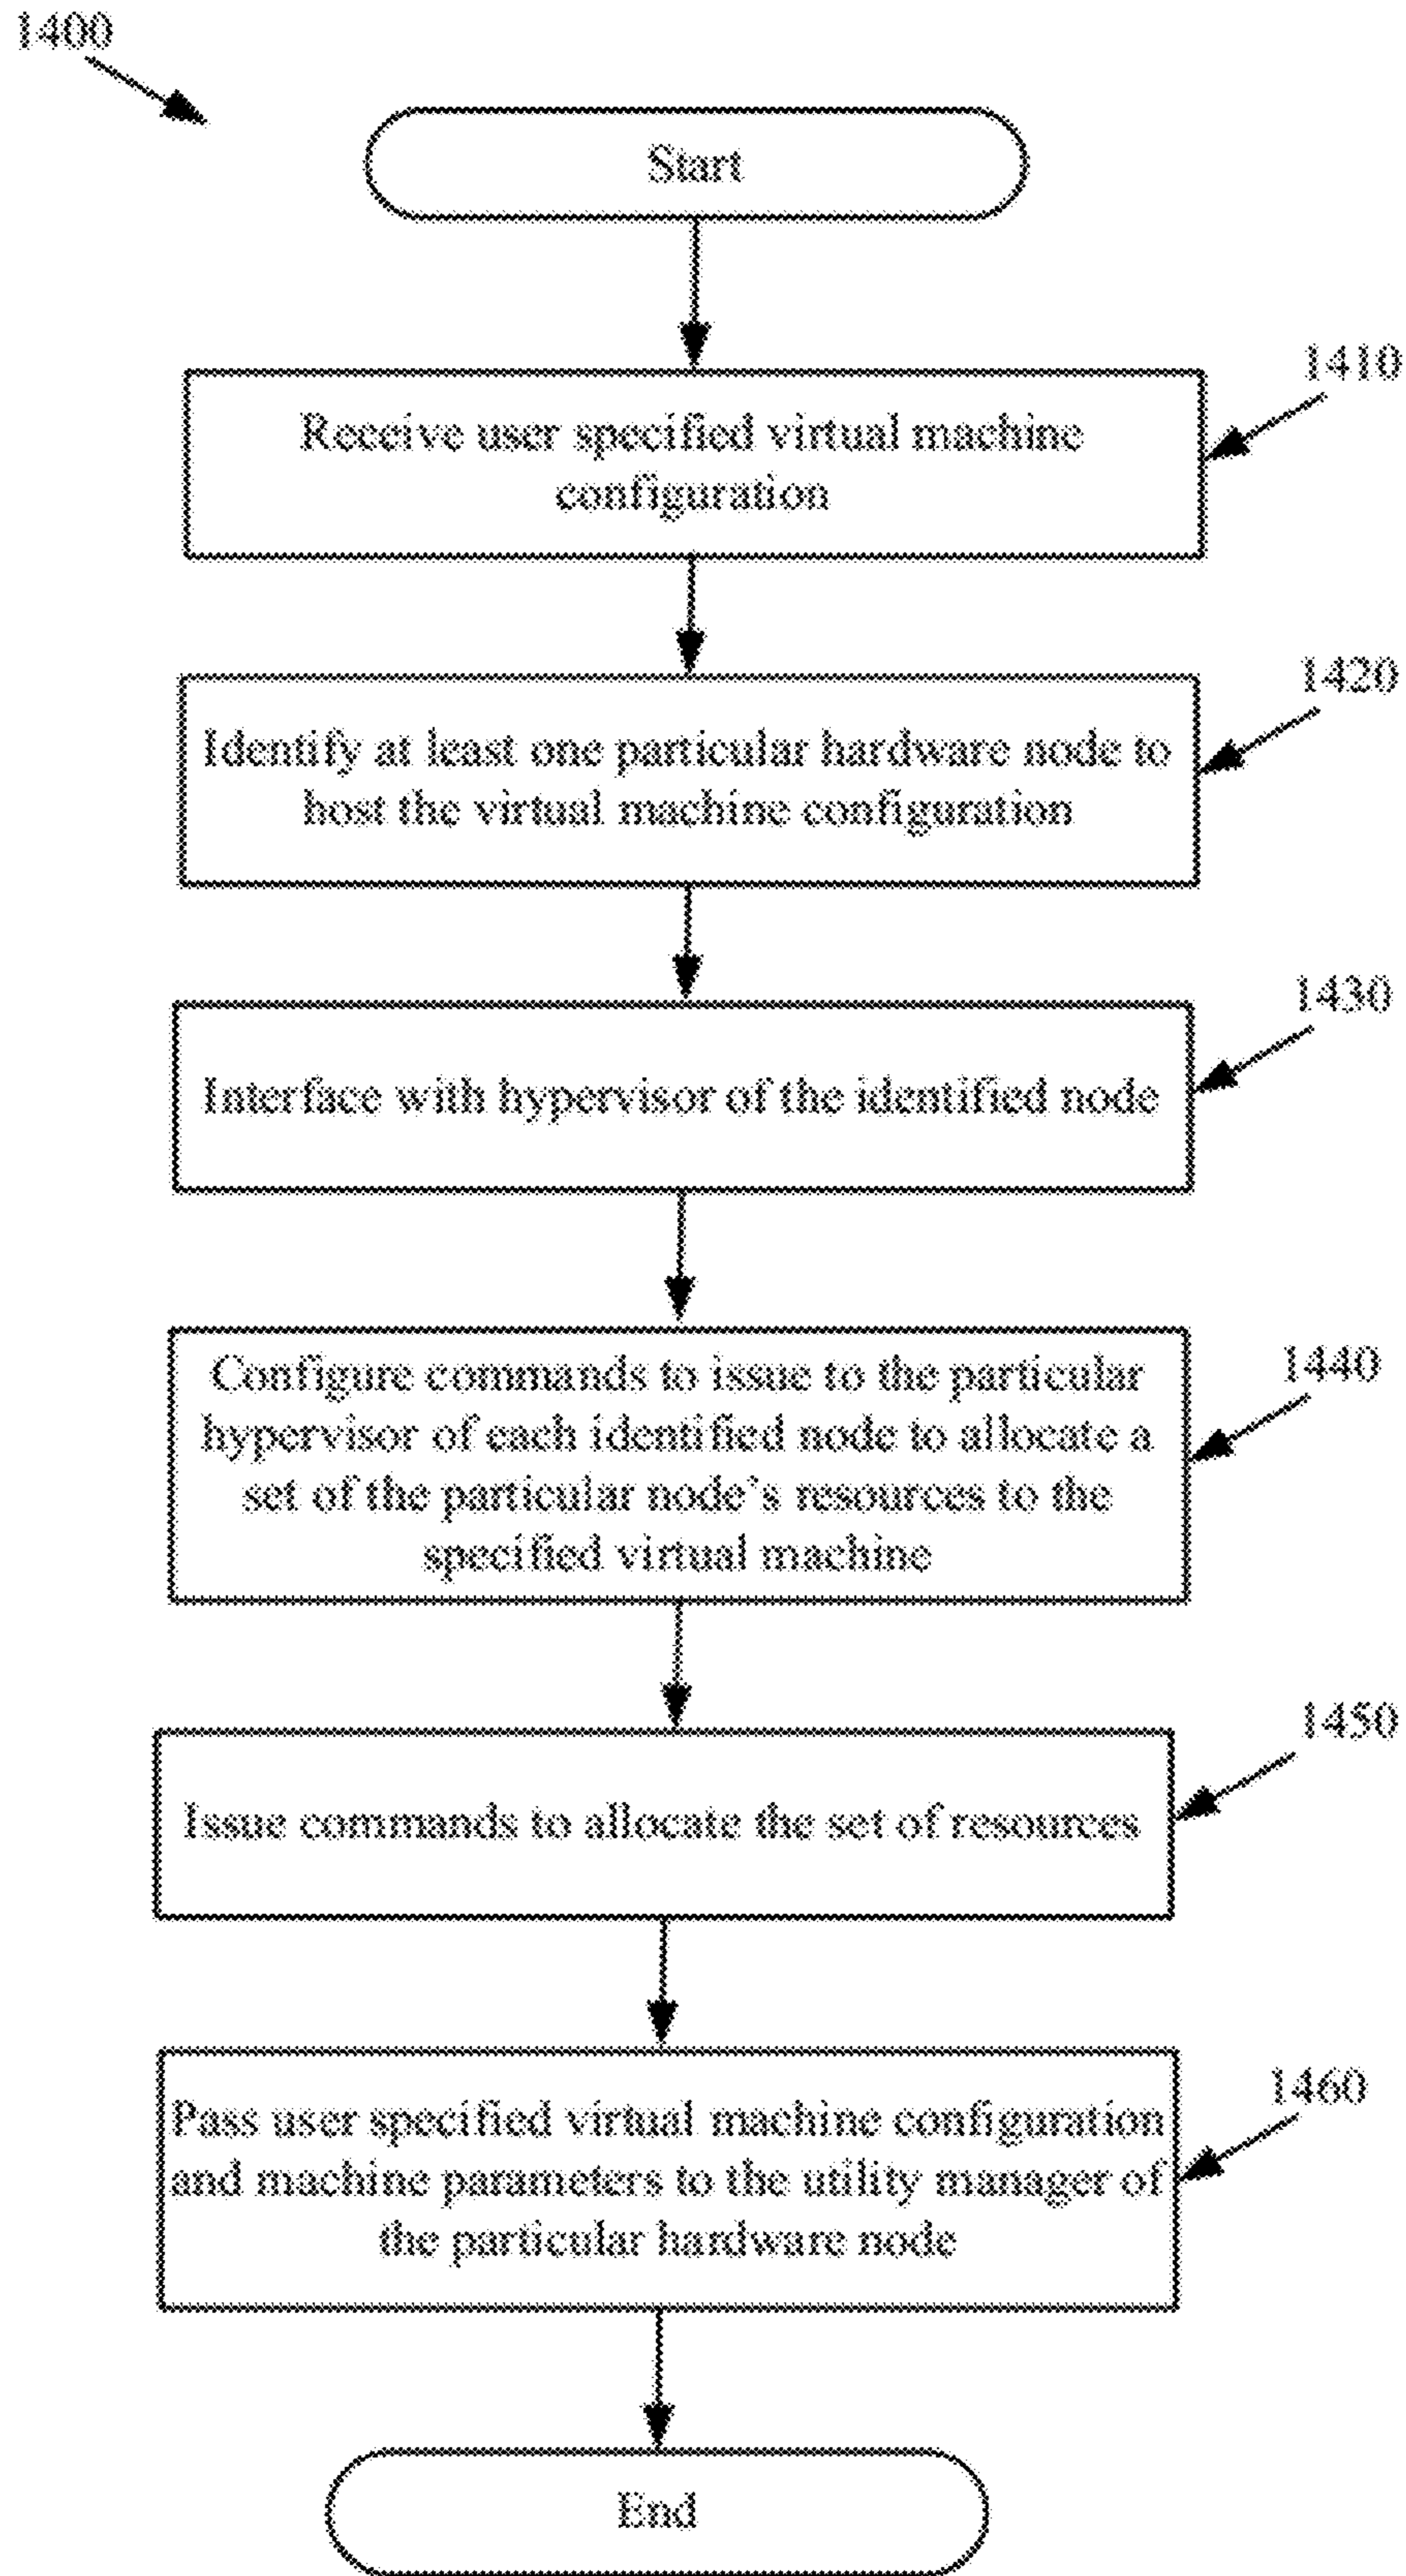 1400
Start
1410
Receive user specified virtual machine
configuration
1420
Identify at least one particular hardware node to
host the virtual machine configuration
1430
Interface with hypervisor of the identified node
1440
Configure commands to issue to the particular
hypervisor of each identified node to allocate a
set of the particular node's resources to the
specified virtual machine
1450
Issue commands to allocate the set of resources
1460
Pass user specified virtual machine configuration
and machine parameters to the utility manager of
the particular hardware node
End